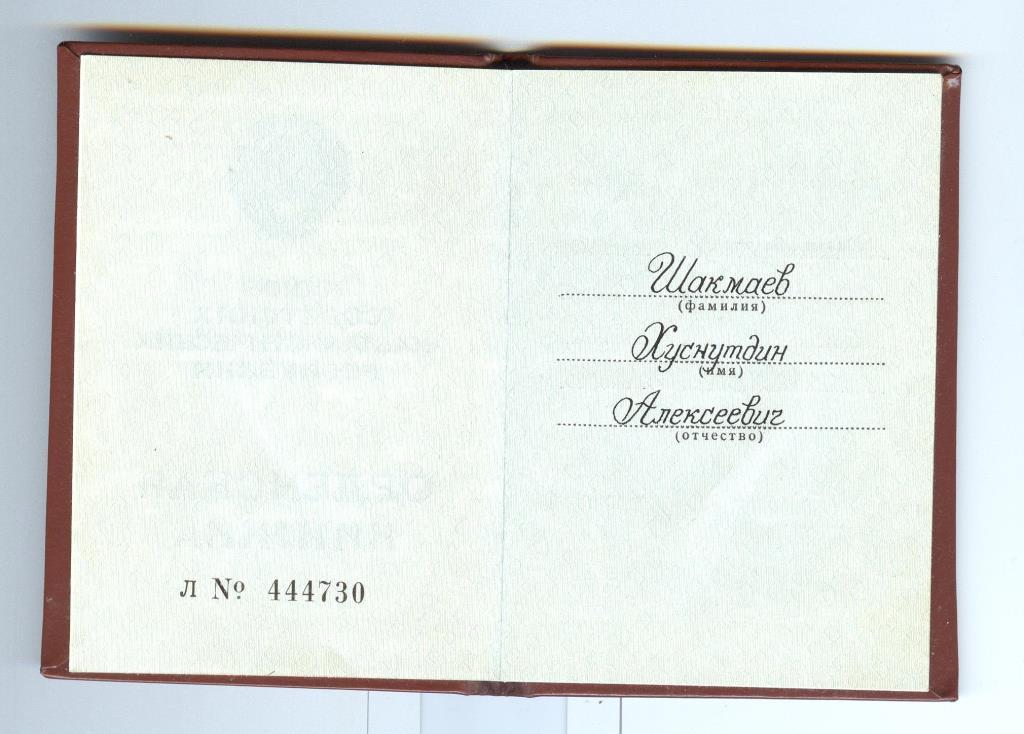 л № 444730
Шакмаев
(фамилия)
Хуснутдин
(имя)
Алексеевич
(отчество)